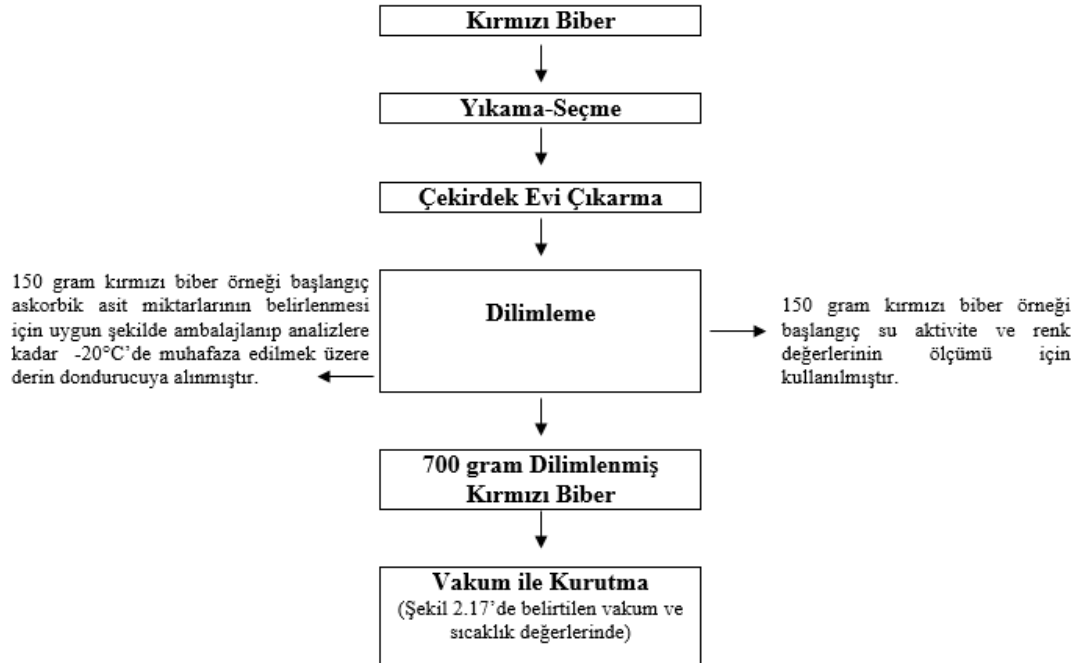 Kırmızı Biber
Yıkama-Seçme
Çekirdek Evi Çıkarma
150 gram kırmızı biber örneği başlangıç
askorbik asit miktarlarının belirlenmesi
için uygun şekilde ambalajlanıp analizlere
kadar -20°C’de muhafaza edilmek üzere
derin dondurucuya alınmıştır.
Dilimleme
150 gram kırmızı biber örneği
başlangıç su aktivite ve renk
değerlerinin ölçümü için
kullanılmıştır.
700 gram Dilimlenmiş
Kırmızı Biber
Vakum ile Kurutma
(Şekil 2.17’de belirtilen vakum ve
sıcaklık değerlerinde)